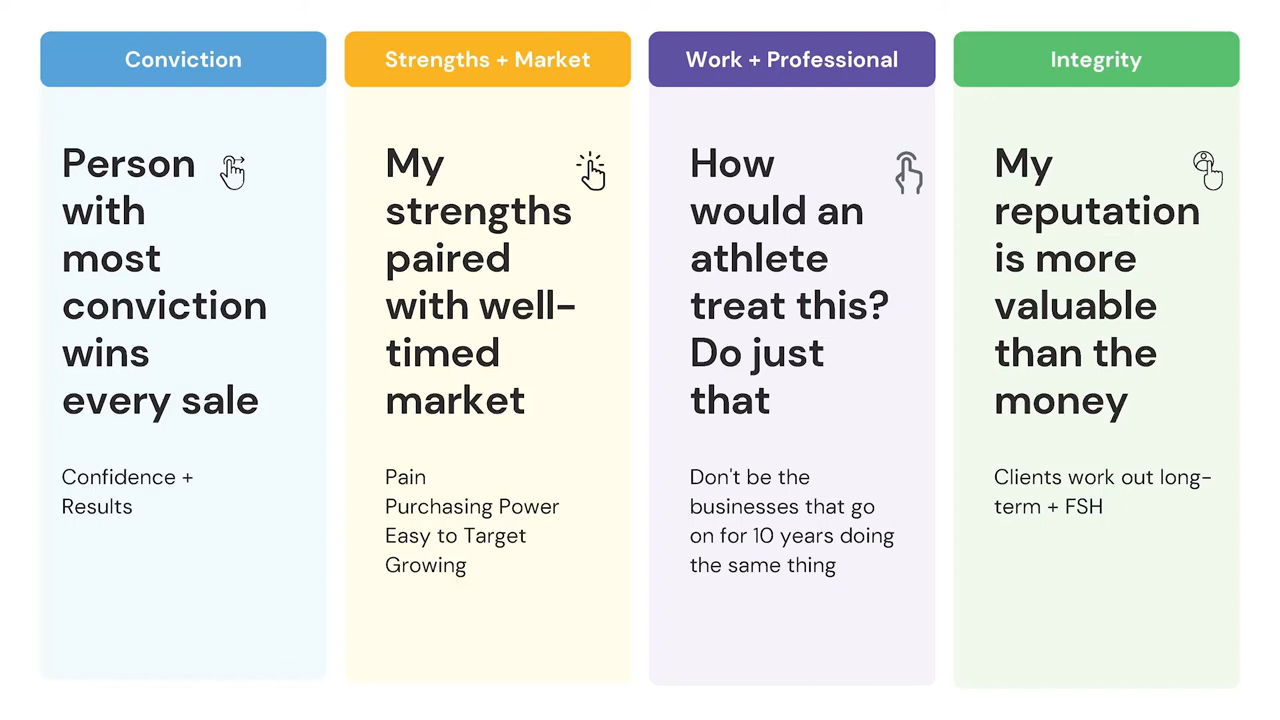 Conviction
Person
with
most
conviction
wins
every sale
Confidence +
Results
Strengths + Market
My
strengths
paired
with well-
timed
market
Pain
Purchasing Power
Easy to Target
Growing
Work + Professional
How
would an
athlete
treat this?
Do just
that
Don't be the
businesses that go
on for 10 years doing
the same thing
Integrity
My
reputation
is more
valuable
than the
money
Clients work out long-
term + FSH